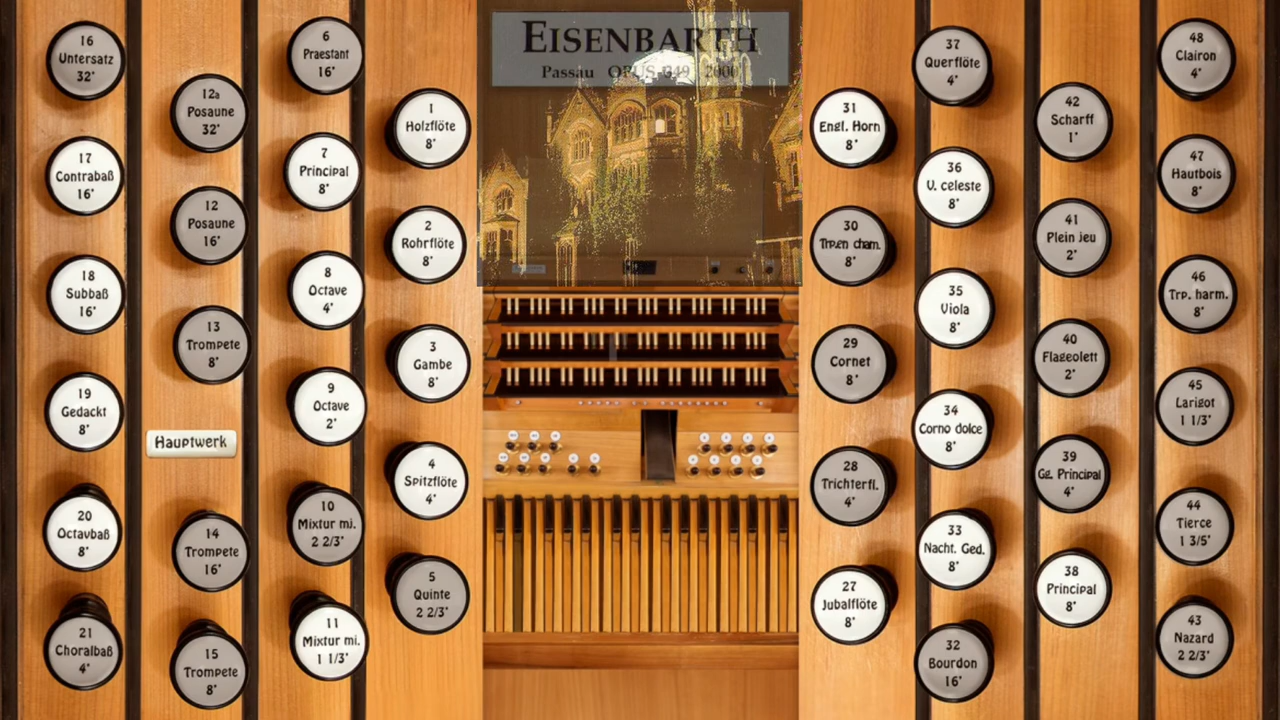 16
Untersatz
32'
17
Contrabaß
16'
18
Subbaß
16'
19
Gedackt
8'
20
Octavbaß
8'
21
Choralbaß
4'
12a
Posaune
32'
12
Posaune
16'
13
Trompete
8'
Hauptwerk
14
Trompete
16'
15
Trompete
8'
6
Praestant
16'
7
Principal
8'
8
Octave
4'
9
Octave
2'
10
Mixtur mj.
2 2/3'
11
Mixtur mi.
1 1/3'
1
Holzflöte
8'
2
Rohrflöte
8'
3
Gambe
8'
4
Spitzflöte
4'
5
Quinte
2 2/3'
EISENBARTH
Passau OPUS 2000
31
Engl. Horn
8'
30
Trp.en cham.
8'
29
Cornet
8'
28
Trichterfl.
4'
27
Jubalflöte
8'
37
Querflöte
4'
36
V. celeste
8'
35
Viola
8'
34
Corno dolce
8'
33
Nacht. Ged.
8'
32
Bourdon
16'
42
Scharff
1'
41
Plein jeu
2'
40
Flageolett
2'
39
Gg. Principal
4'
38
Principal
8'
48
Clairon
4'
47
Hautbois
8'
46
Trp. harm.
8'
45
Larigot
1 1/3'
44
Tierce
1 3/5'
43
Nazard
2 2/3'